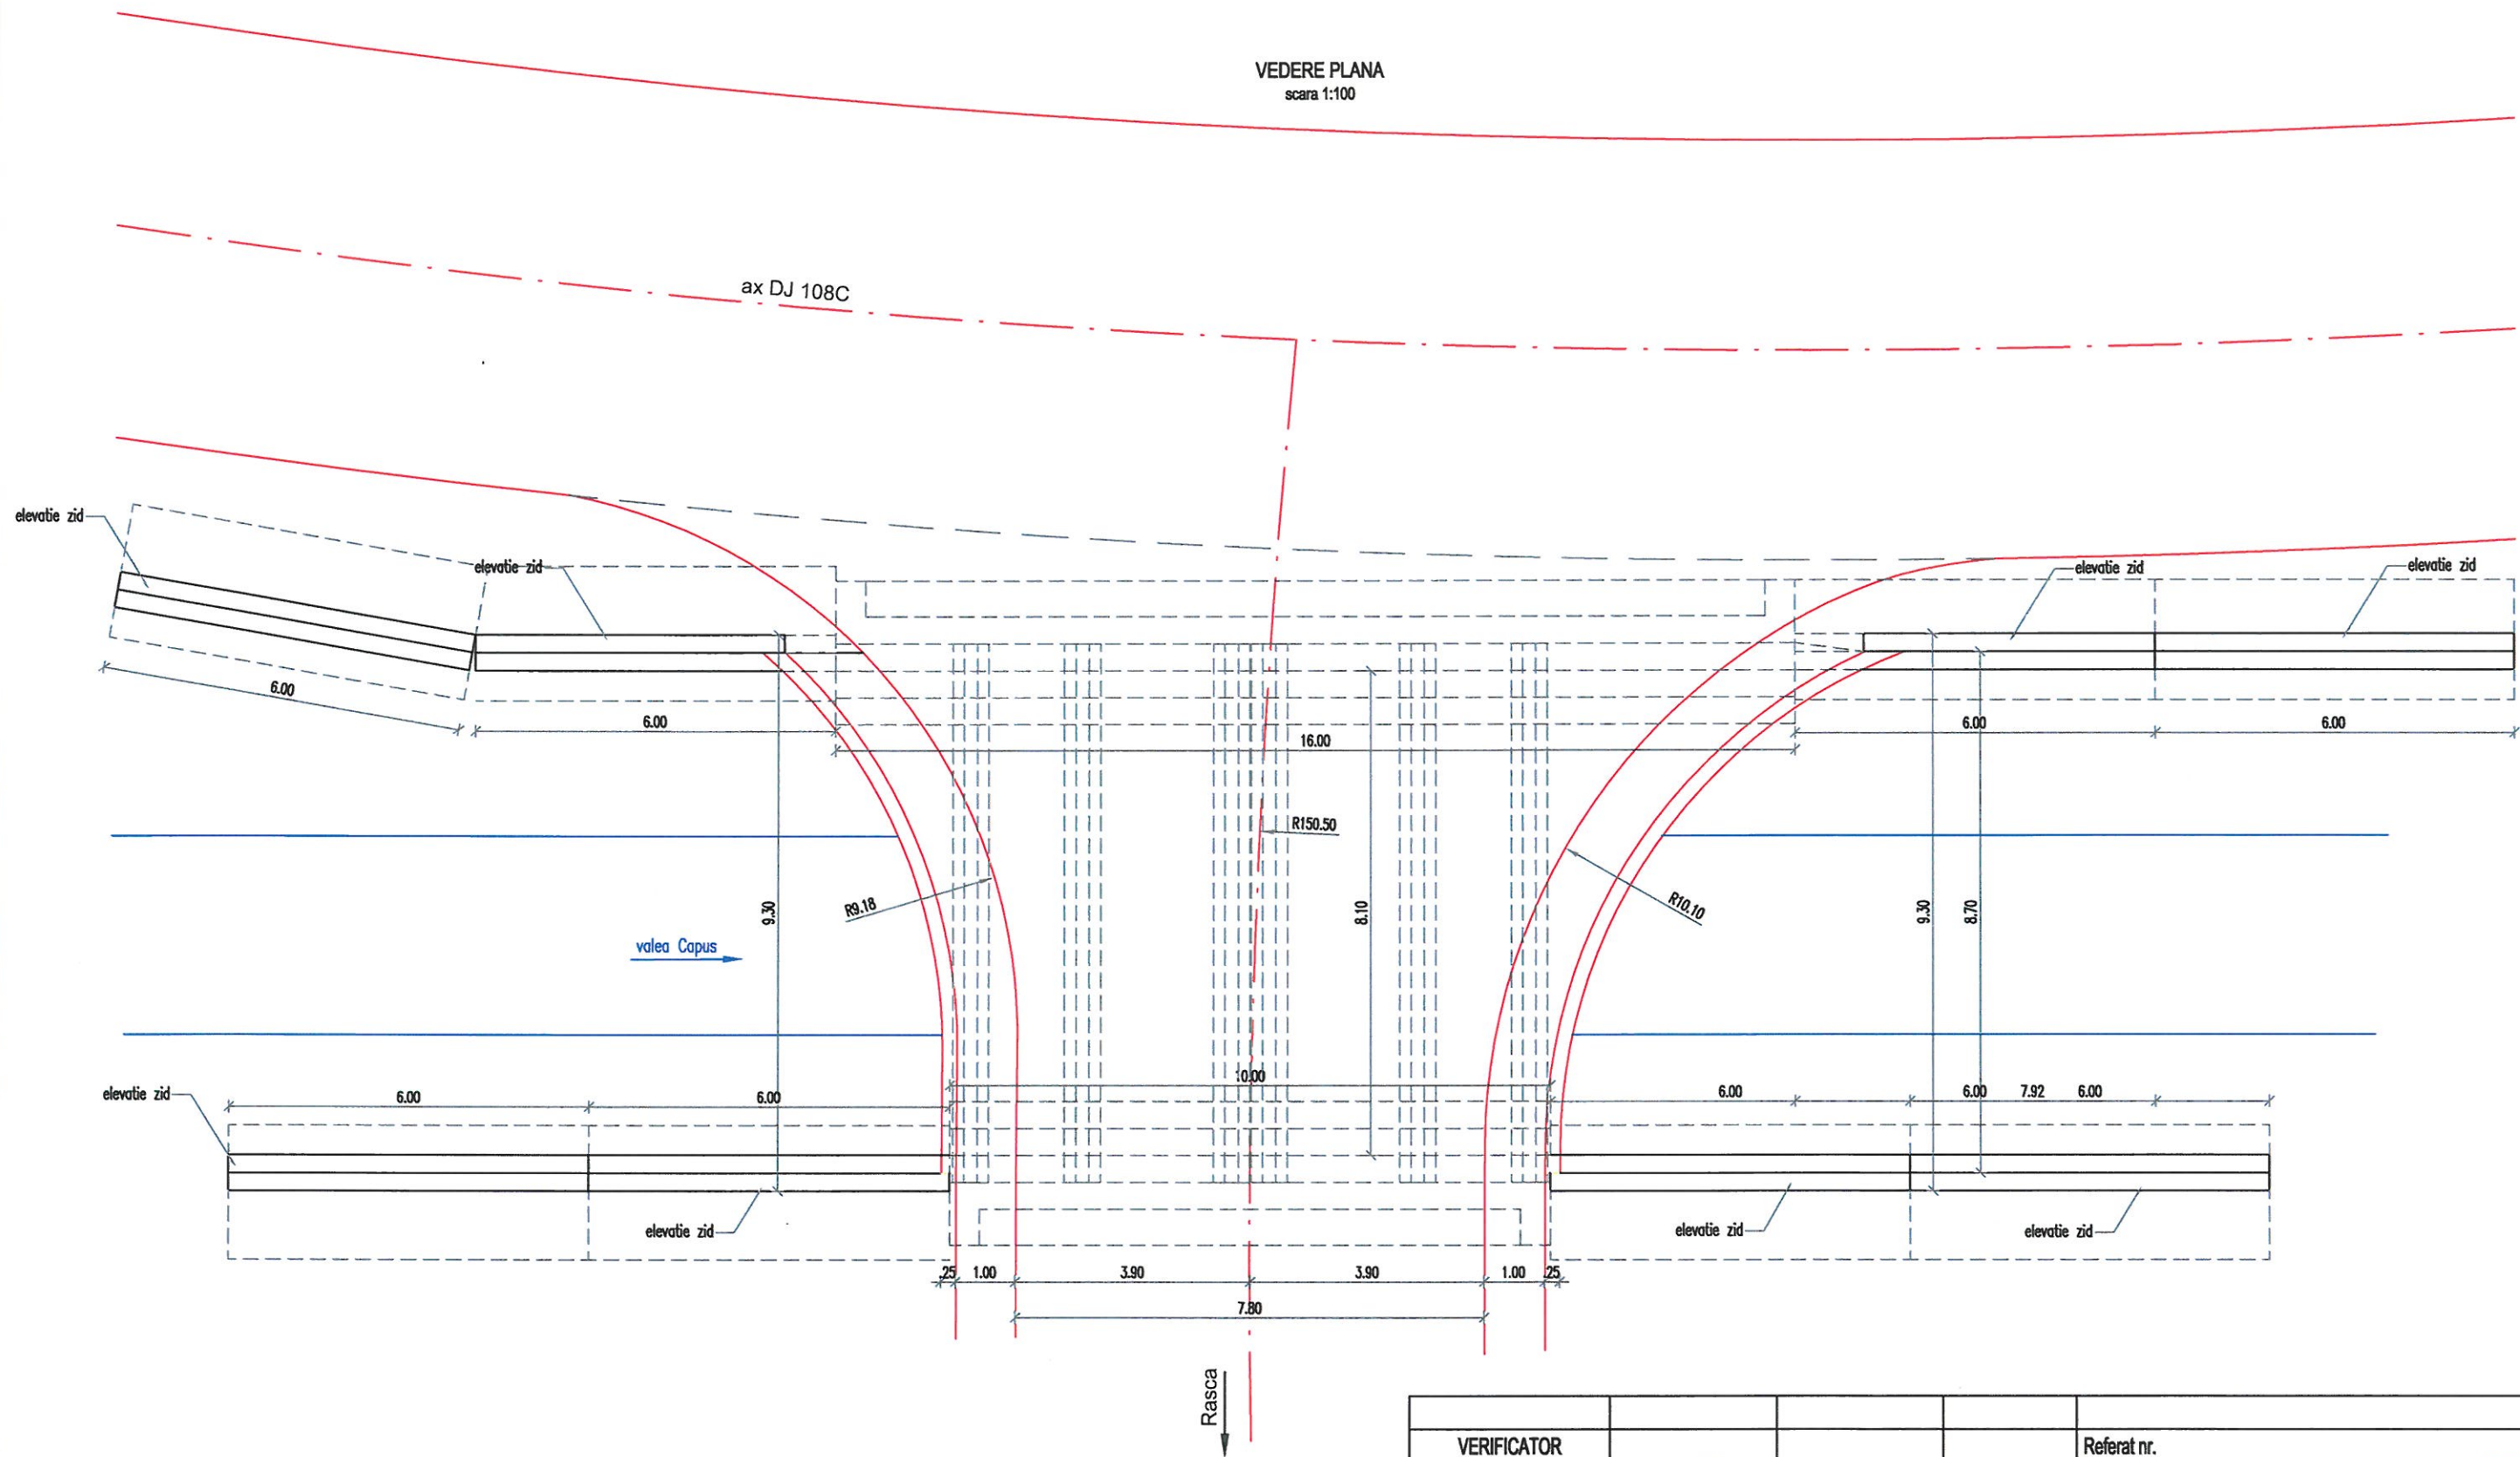 VEDERE PLANA
scara 1:100
ax DJ 108C
elevatie zid
elevatie zid
elevatie zid
elevatie zid
6.00
6.00
16.00
6.00
6.00
R150.50
R9.18
R10.10
9.30
8.10
9.30
8.70
valea Capus
10.00
elevatie zid
6.00
6.00
6.00
6.00
7.92
6.00
elevatie zid
elevatie zid
elevatie zid
.25
1.00
3.90
3.90
1.00
.25
7.80
Rasca
VERIFICATOR
Referat nr.